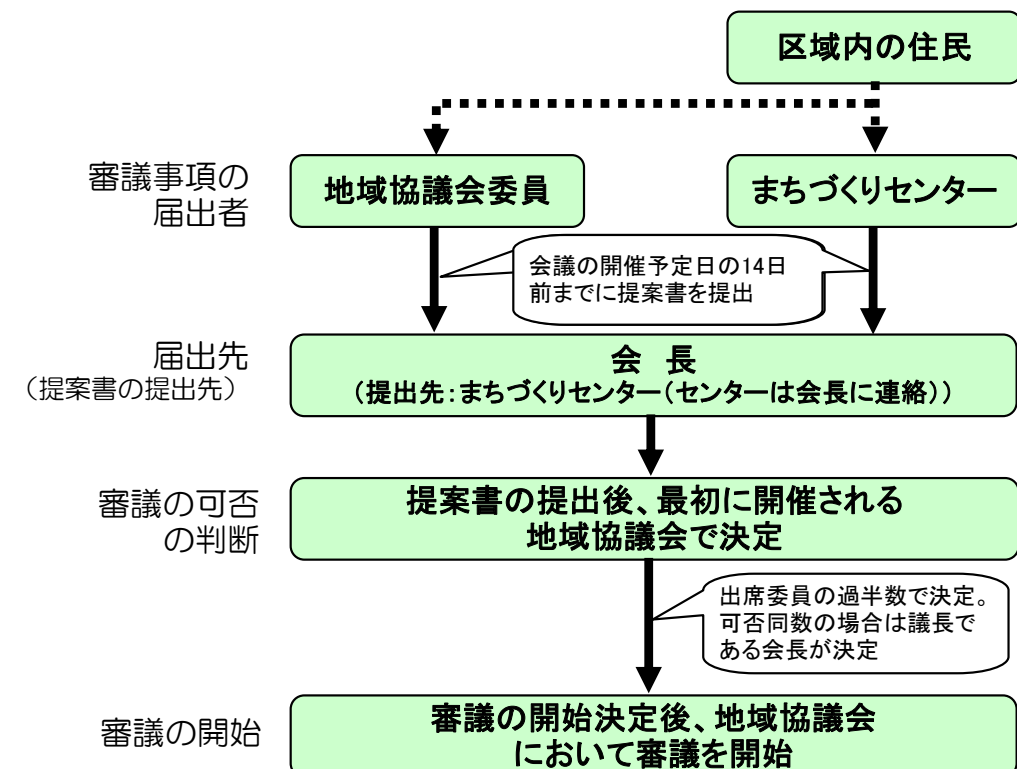 区域内の住民
審議事項の
届出者
地域協議会委員
まちづくりセンター
会議の開催予定日の14日
前までに提案書を提出
届出先
（提案書の提出先）
会 長
（提出先：まちづくりセンター（センターは会長に連絡））
審議の可否
の判断
提案書の提出後、最初に開催される
地域協議会で決定
出席委員の過半数で決定。
可否同数の場合は議長で
ある会長が決定
審議の開始
審議の開始決定後、地域協議会
において審議を開始